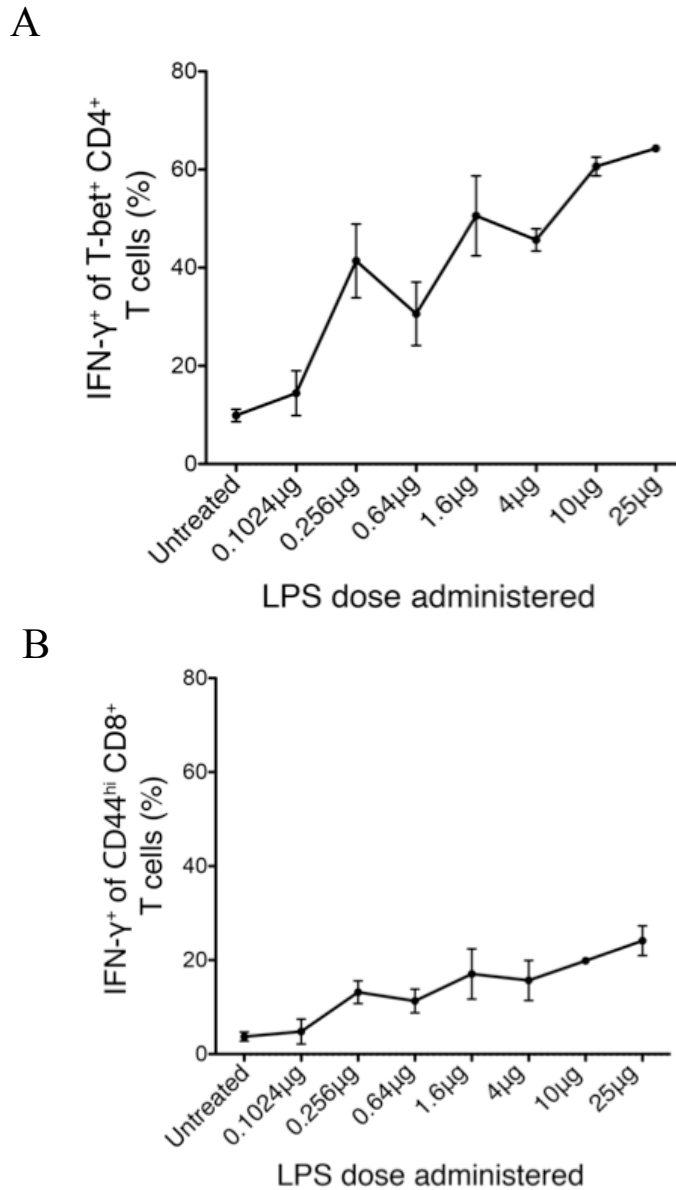 A
IFN-γ⁺ of T-bet⁺ CD4⁺
T cells (%)
80
60
40
20
0
Untreated
0.1024µg
0.256µg
0.64µg
1.6µg
4µg
10µg
25µg
LPS dose administered
B
IFN-γ⁺ of CD44ʰⁱ CD8⁺
T cells (%)
80
60
40
20
0
Untreated
0.1024µg
0.256µg
0.64µg
1.6µg
4µg
10µg
25µg
LPS dose administered